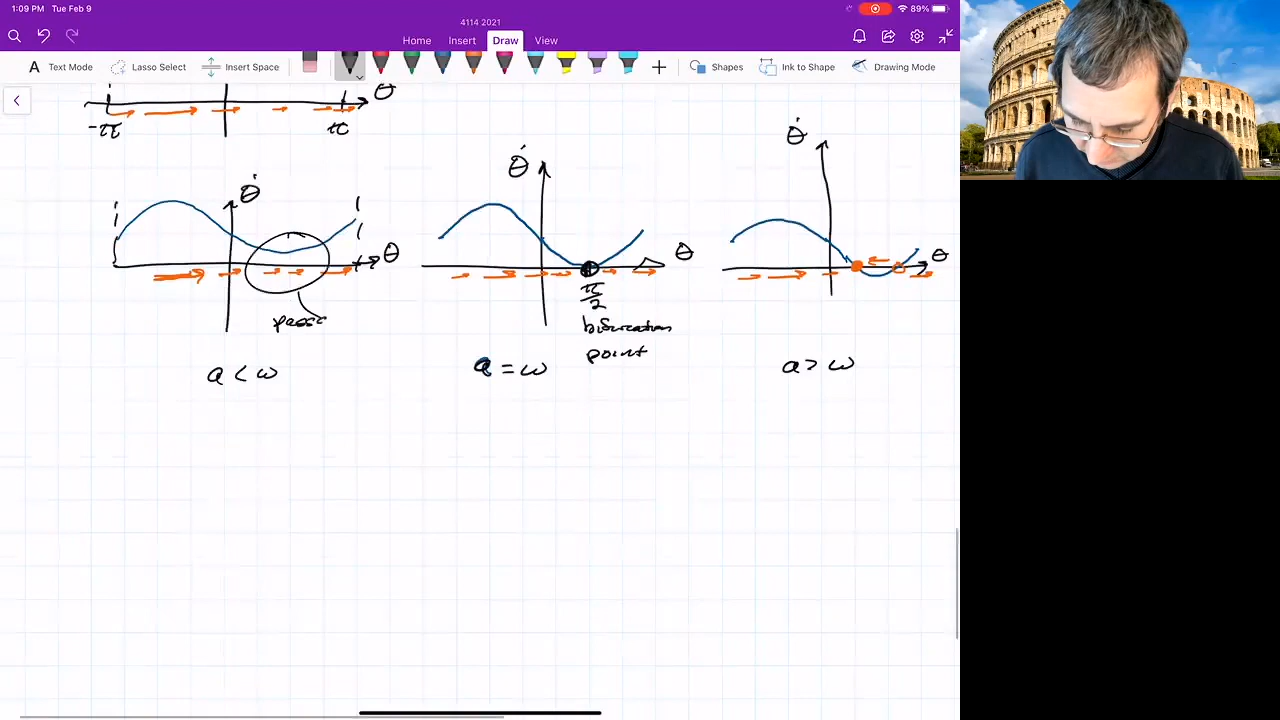 1:09 PM Tue Feb 9
89%
4114 2021
Home Insert Draw View
Text Mode Lasso Select Insert Space Shapes Ink to Shape Drawing Mode
θ
-π π
θ̇ θ̇ θ̇
θ θ θ
π/2
bifurcation
point
a < ω a = ω a > ω